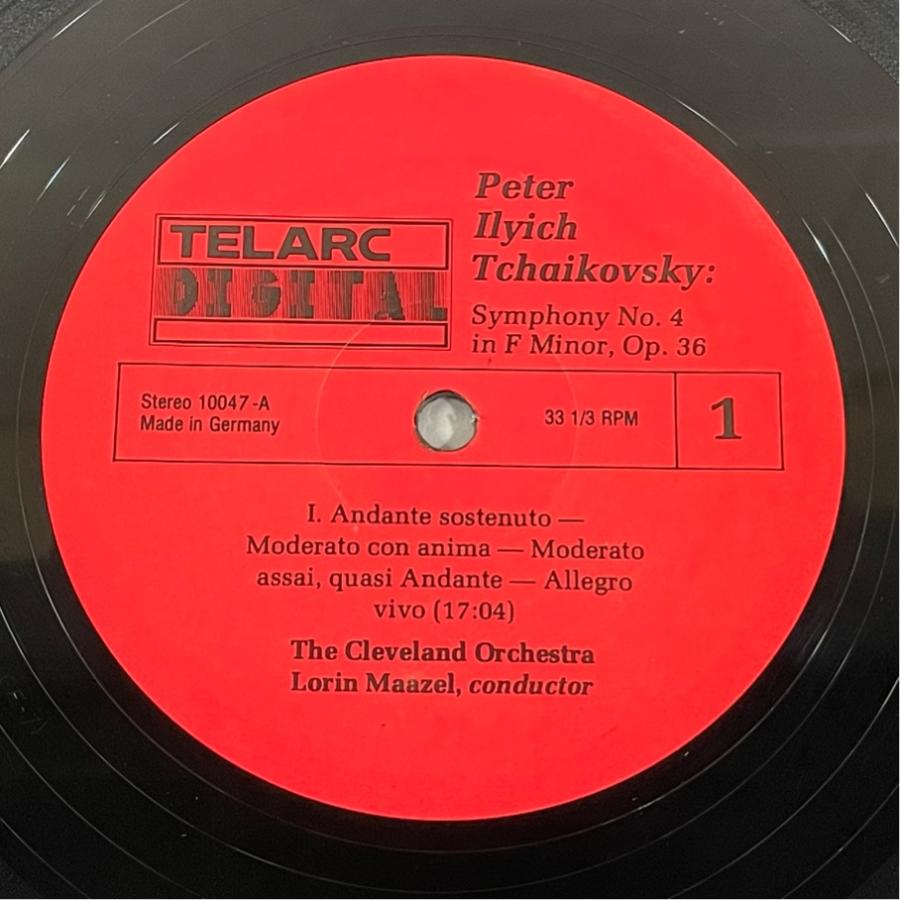 TELARC
DIGITAL
Peter
Ilyich
Tchaikovsky:
Symphony No. 4
in F Minor, Op. 36
Stereo 10047-A
Made in Germany
33 1/3 RPM
1
I. Andante sostenuto —
Moderato con anima — Moderato
assai, quasi Andante — Allegro
vivo (17:04)
The Cleveland Orchestra
Lorin Maazel, conductor